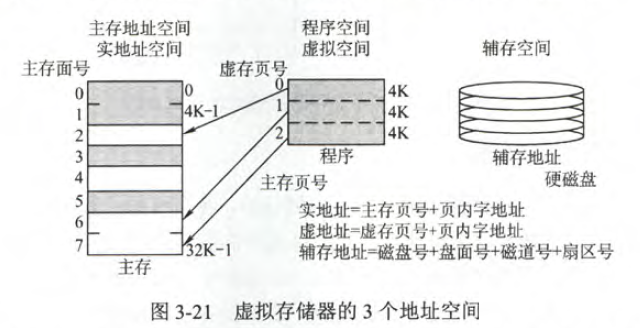 主存地址空间
实地址空间
程序空间
虚拟空间
辅存空间
主存面号
虚存页号
0
1
2
3
4
5
6
7
0
4K-1
32K-1
主存
0
1
2
4K
4K
4K
程序
主存页号
辅存地址
硬磁盘
实地址=主存页号+页内字地址
虚地址=虚存页号+页内字地址
辅存地址=磁盘号+盘面号+磁道号+扇区号
图 3-21 虚拟存储器的 3 个地址空间